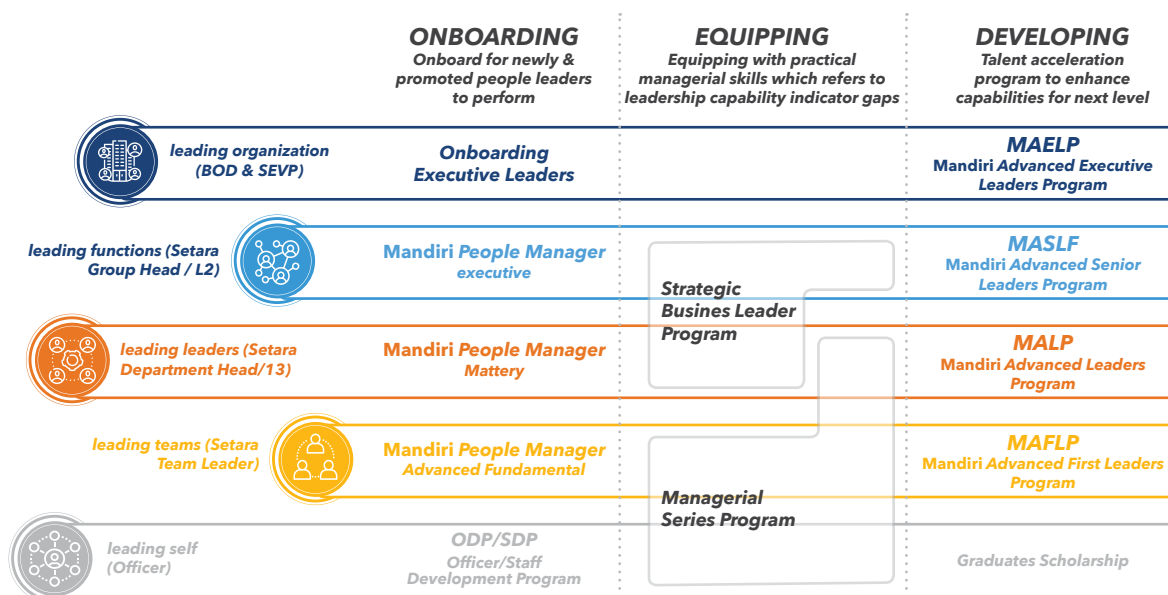 ONBOARDING
Onboard for newly &
promoted people leaders
to perform
EQUIPPING
Equipping with practical
managerial skills which refers to
leadership capability indicator gaps
DEVELOPING
Talent acceleration
program to enhance
capabilities for next level
leading organization
(BOD & SEVP)
Onboarding
Executive Leaders
MAELP
Mandiri Advanced Executive
Leaders Program
leading functions (Setara
Group Head / L2)
Mandiri People Manager
executive
MASLF
Mandiri Advanced Senior
Leaders Program
Strategic
Busines Leader
Program
leading leaders (Setara
Department Head/13)
Mandiri People Manager
Mattery
MALP
Mandiri Advanced Leaders
Program
leading teams (Setara
Team Leader)
Mandiri People Manager
Advanced Fundamental
MAFLP
Mandiri Advanced First Leaders
Program
Managerial
Series Program
leading self
(Officer)
ODP/SDP
Officer/Staff
Development Program
Graduates Scholarship